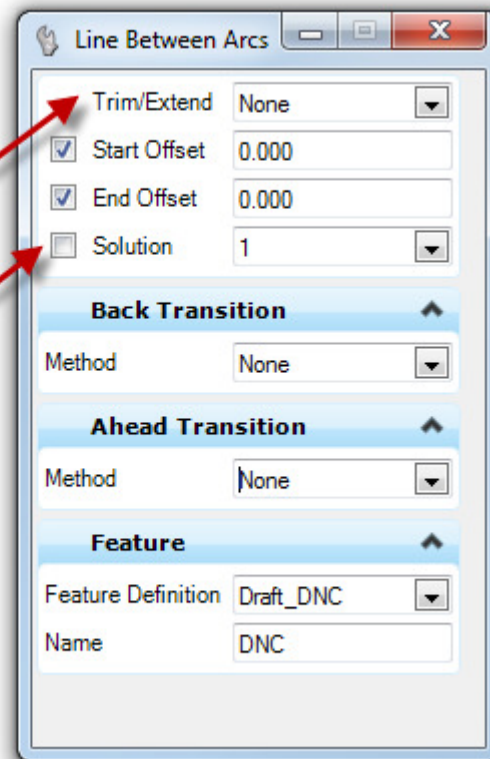 Line Between Arcs
Trim/Extend None
Start Offset 0.000
End Offset 0.000
Solution 1
Back Transition
Method None
Ahead Transition
Method None
Feature
Feature Definition Draft_DNC
Name DNC